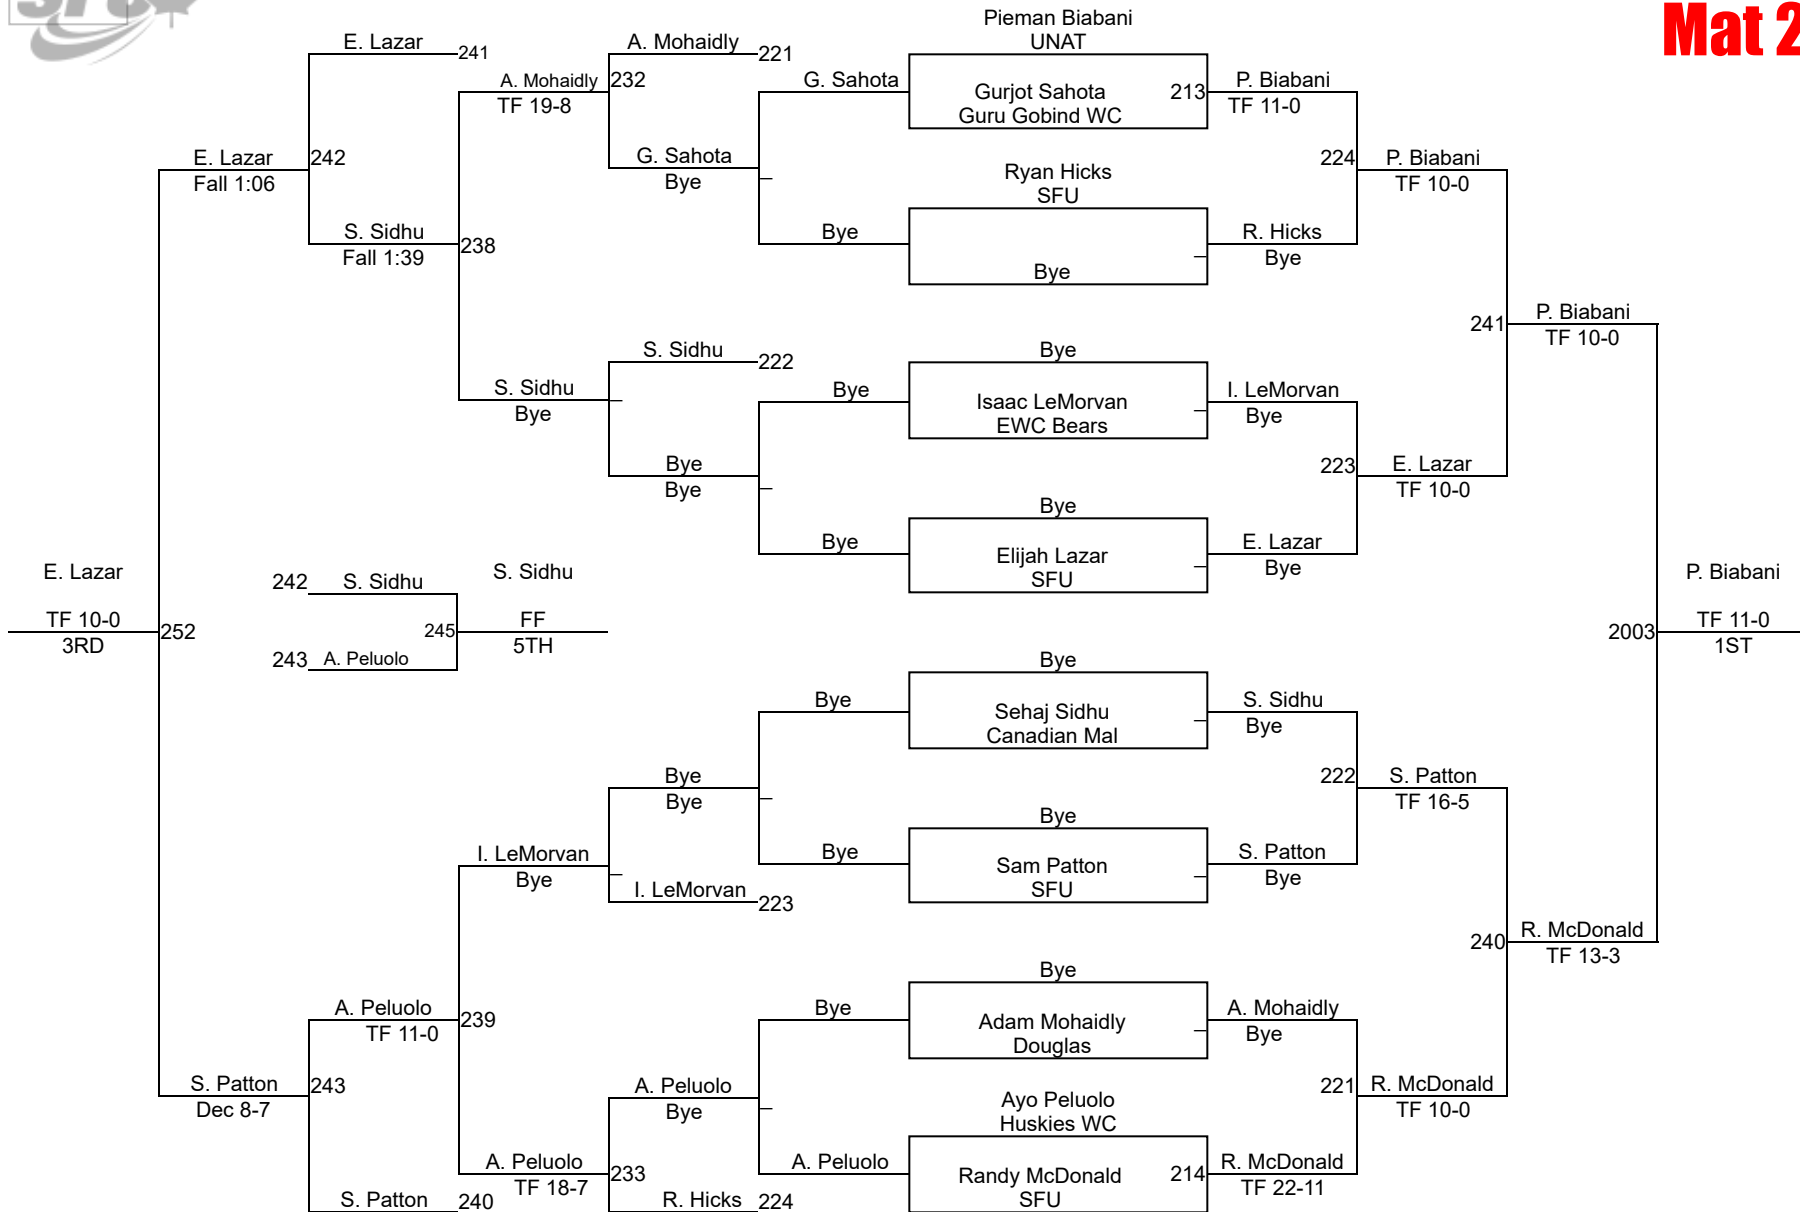 SFU
Mat 2
Pieman Biabani
UNAT
E. Lazar
241
A. Mohaidly
221
A. Mohaidly
232
TF 19-8
G. Sahota
Gurjot Sahota
213
Guru Gobind WC
P. Biabani
TF 11-0
E. Lazar
242
Fall 1:06
G. Sahota
Bye
Ryan Hicks
SFU
224
P. Biabani
TF 10-0
S. Sidhu
238
Fall 1:39
Bye
Bye
R. Hicks
Bye
241
P. Biabani
TF 10-0
S. Sidhu
222
Bye
S. Sidhu
Bye
Bye
Isaac LeMorvan
EWC Bears
I. LeMorvan
Bye
Bye
Bye
223
E. Lazar
TF 10-0
Bye
Bye
Elijah Lazar
SFU
E. Lazar
Bye
E. Lazar
TF 10-0
252
3RD
242
S. Sidhu
S. Sidhu
245
FF
5TH
243
A. Peluolo
P. Biabani
2003
TF 11-0
1ST
Bye
Bye
Sehaj Sidhu
Canadian Mal
S. Sidhu
Bye
Bye
Bye
222
S. Patton
TF 16-5
Bye
I. LeMorvan
Bye
Bye
Sam Patton
SFU
S. Patton
Bye
I. LeMorvan
223
240
R. McDonald
TF 13-3
Bye
A. Peluolo
239
TF 11-0
Bye
Adam Mohaidly
Douglas
A. Mohaidly
Bye
S. Patton
243
Dec 8-7
A. Peluolo
Bye
Ayo Peluolo
Huskies WC
221
R. McDonald
TF 10-0
A. Peluolo
233
TF 18-7
A. Peluolo
Randy McDonald
214
SFU
R. McDonald
TF 22-11
S. Patton
240
R. Hicks
224